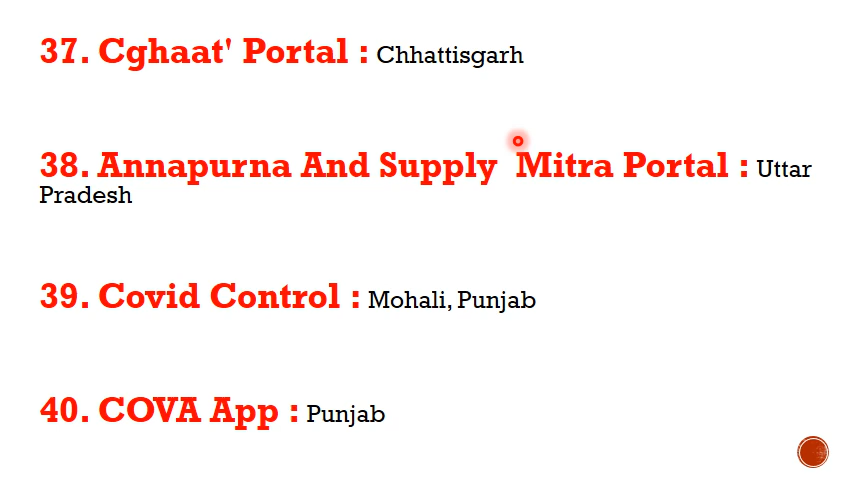 37. Cghaat' Portal : Chhattisgarh
38. Annapurna And Supply Mitra Portal : Uttar
Pradesh
39. Covid Control : Mohali, Punjab
40. COVA App : Punjab